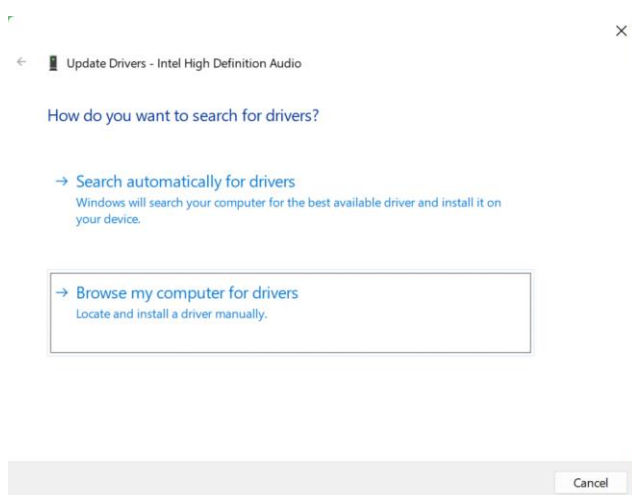 Update Drivers - Intel High Definition Audio
How do you want to search for drivers?
→ Search automatically for drivers
Windows will search your computer for the best available driver and install it on
your device.
→ Browse my computer for drivers
Locate and install a driver manually.
Cancel